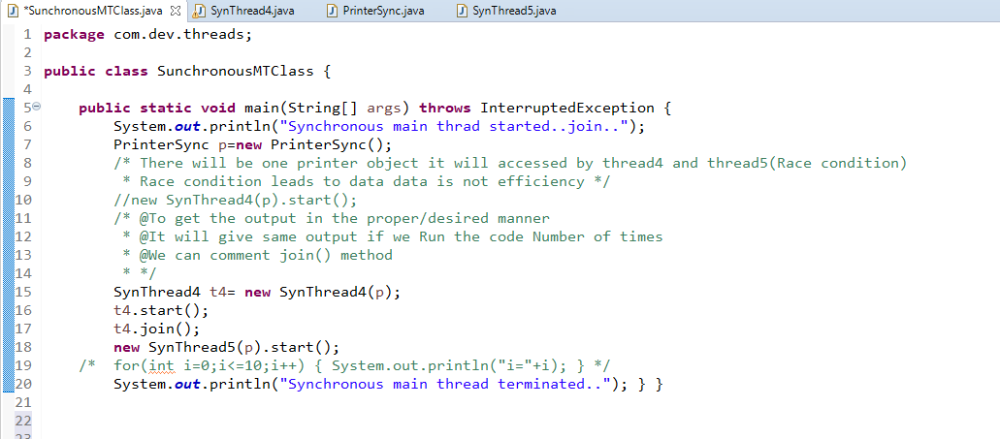 *SunchronousMTClass.java SynThread4.java PrinterSync.java SynThread5.java
1 package com.dev.threads;
2
3 public class SunchronousMTClass {
4
5 public static void main(String[] args) throws InterruptedException {
6 System.out.println("Synchronous main thrad started..join..");
7 PrinterSync p=new PrinterSync();
8 /* There will be one printer object it will accessed by thread4 and thread5(Race condition)
9 * Race condition leads to data data is not efficiency */
10 //new SynThread4(p).start();
11 /* @To get the output in the proper/desired manner
12 * @It will give same output if we Run the code Number of times
13 * @We can comment join() method
14 * */
15 SynThread4 t4= new SynThread4(p);
16 t4.start();
17 t4.join();
18 new SynThread5(p).start();
19 /* for(int i=0;i<=10;i++) { System.out.println("i="+i); } */
20 System.out.println("Synchronous main thread terminated.."); } }
21
22
23